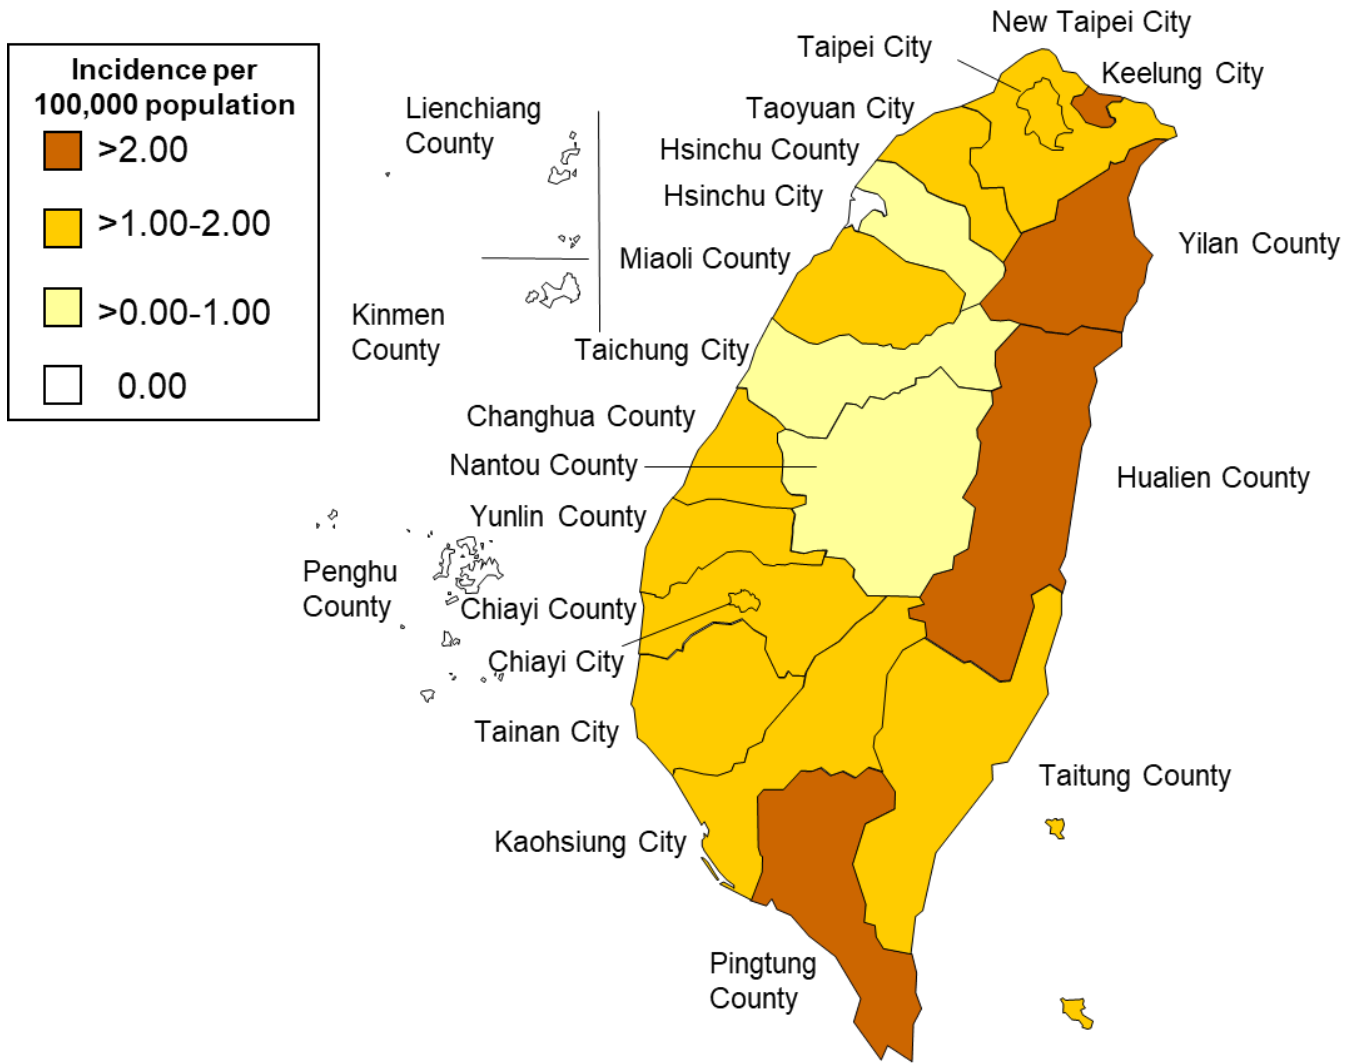 Incidence per
100,000 population
>2.00
>1.00-2.00
>0.00-1.00
0.00
New Taipei City
Taipei City
Keelung City
Lienchiang
County
Taoyuan City
Hsinchu County
Hsinchu City
Yilan County
Miaoli County
Kinmen
County
Taichung City
Changhua County
Nantou County
Hualien County
Yunlin County
Penghu
County
Chiayi County
Chiayi City
Tainan City
Taitung County
Kaohsiung City
Pingtung
County